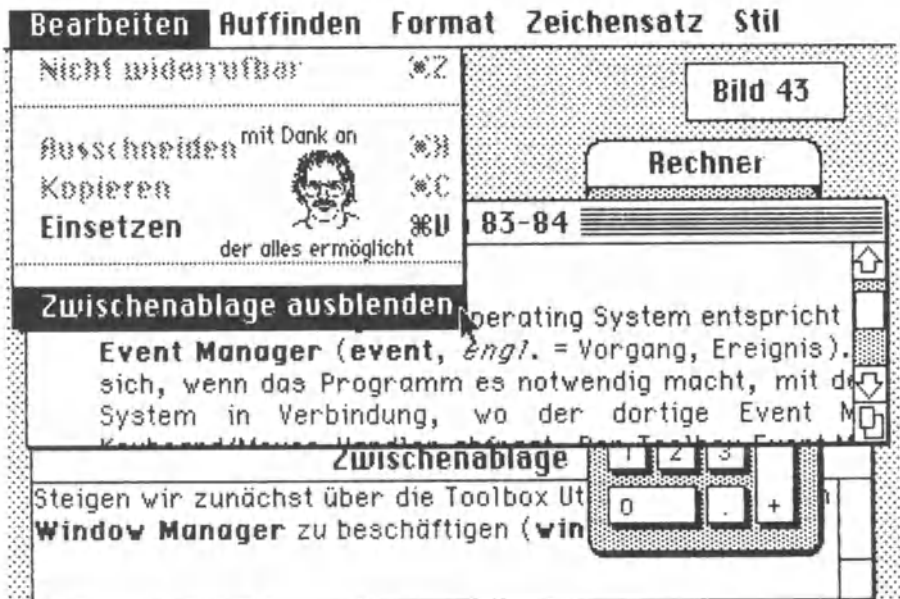 Bearbeiten Auffinden Format Zeichensatz Stil
Nicht widerrufbar ⌘Z
Bild 43
Ausschneiden ⌘X
mit Dank an
Kopieren ⌘C
Einsetzen ⌘V
der alles ermöglicht
Zwischenablage ausblenden
Rechner
83-84
perating System entspricht
Event Manager (event, engl. = Vorgang, Ereignis).
sich, wenn das Programm es notwendig macht, mit de
System in Verbindung, wo der dortige Event M
Zwischenablage
1 2 3
0 . +
Steigen wir zunächst über die Toolbox Ut
Window Manager zu beschäftigen (win